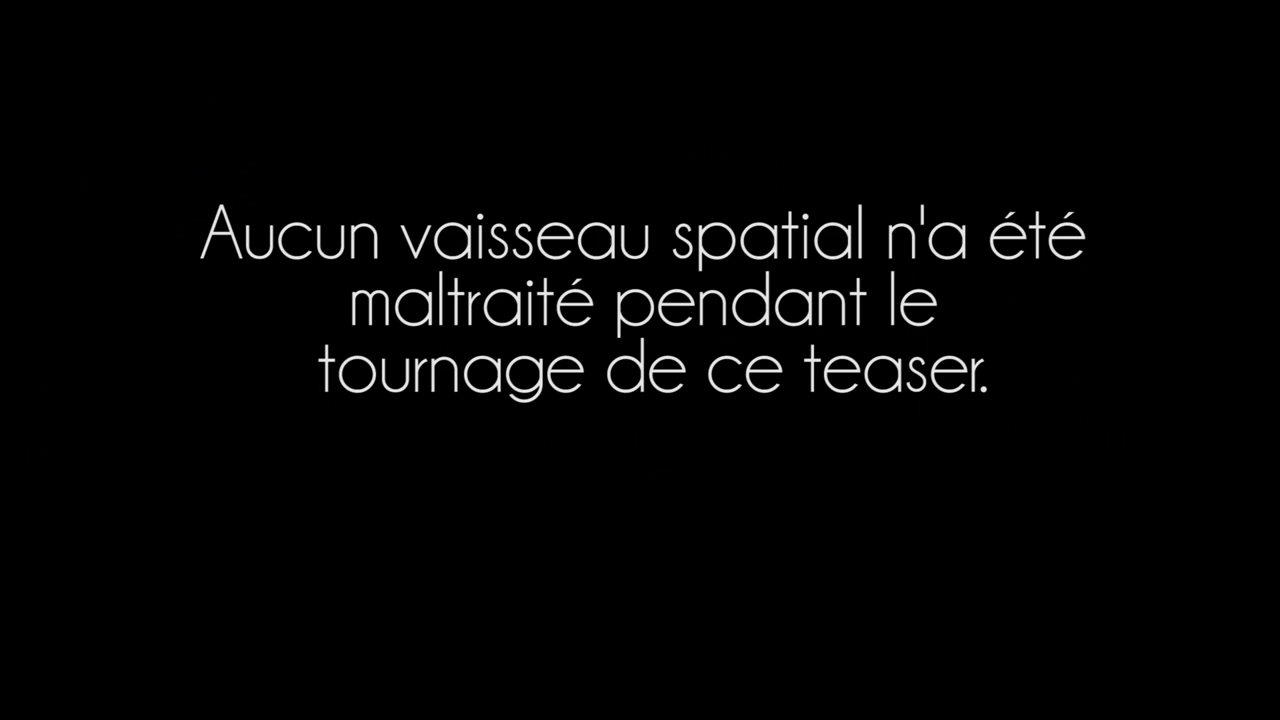 Aucun vaisseau spatial n'a été
maltraité pendant le
tournage de ce teaser.